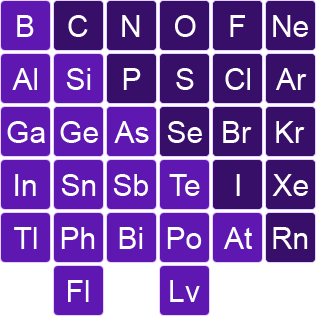 B C N O F Ne
Al Si P S Cl Ar
Ga Ge As Se Br Kr
In Sn Sb Te I Xe
Tl Ph Bi Po At Rn
Fl Lv